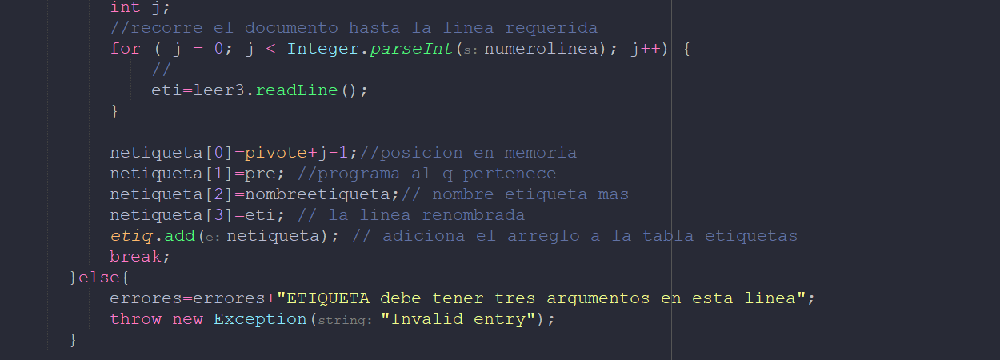 int j;
//recorre el documento hasta la linea requerida
for ( j = 0; j < Integer.parseInt(s: numerolinea); j++) {
//
eti=leer3.readLine();
}
netiqueta[0]=pivote+j-1;//posicion en memoria
netiqueta[1]=pre; //programa al q pertenece
netiqueta[2]=nombreetiqueta;// nombre etiqueta mas
netiqueta[3]=eti; // la linea renombrada
etiq.add(e: netiqueta); // adiciona el arreglo a la tabla etiquetas
break;
}else{
errores=errores+"ETIQUETA debe tener tres argumentos en esta linea";
throw new Exception(string: "Invalid entry");
}